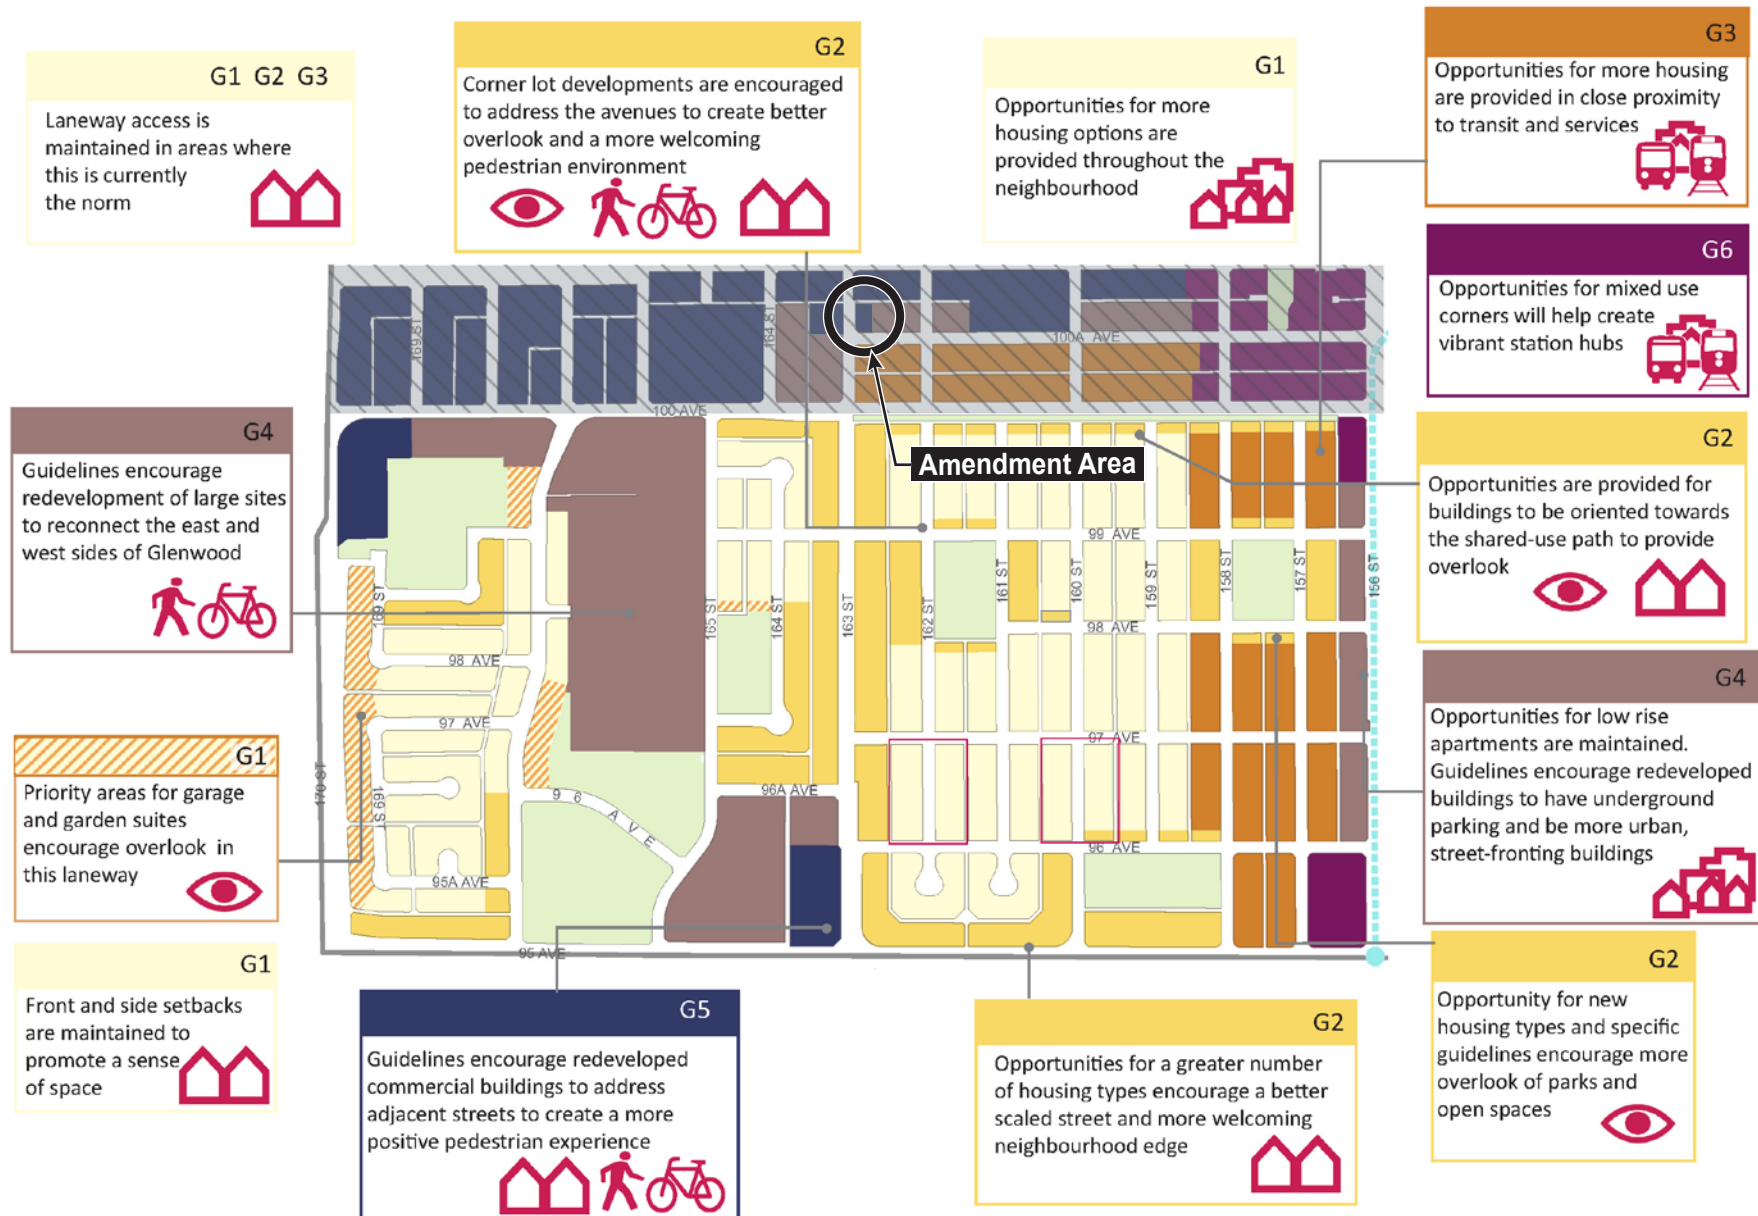 G1 G2 G3
Laneway access is
maintained in areas where
this is currently
the norm
G2
Corner lot developments are encouraged
to address the avenues to create better
overlook and a more welcoming
pedestrian environment
G1
Opportunities for more
housing options are
provided throughout the
neighbourhood
G3
Opportunities for more housing
are provided in close proximity
to transit and services
G6
Opportunities for mixed use
corners will help create
vibrant station hubs
G4
Guidelines encourage
redevelopment of large sites
to reconnect the east and
west sides of Glenwood
G2
Opportunities are provided for
buildings to be oriented towards
the shared-use path to provide
overlook
G1
Priority areas for garage
and garden suites
encourage overlook in
this laneway
G4
Opportunities for low rise
apartments are maintained.
Guidelines encourage redeveloped
buildings to have underground
parking and be more urban,
street-fronting buildings
G1
Front and side setbacks
are maintained to
promote a sense
of space
G5
Guidelines encourage redeveloped
commercial buildings to address
adjacent streets to create a more
positive pedestrian experience
G2
Opportunities for a greater number
of housing types encourage a better
scaled street and more welcoming
neighbourhood edge
G2
Opportunity for new
housing types and specific
guidelines encourage more
overlook of parks and
open spaces
Amendment Area
169 ST
164 ST
100A AVE
100 AVE
99 AVE
169 ST
165 ST
164 ST
163 ST
162 ST
161 ST
160 ST
159 ST
158 ST
157 ST
156 ST
98 AVE
98 AVE
97 AVE
97 AVE
170 ST
169 ST
96A AVE
96 AVE
96 AVE
95A AVE
95 AVE